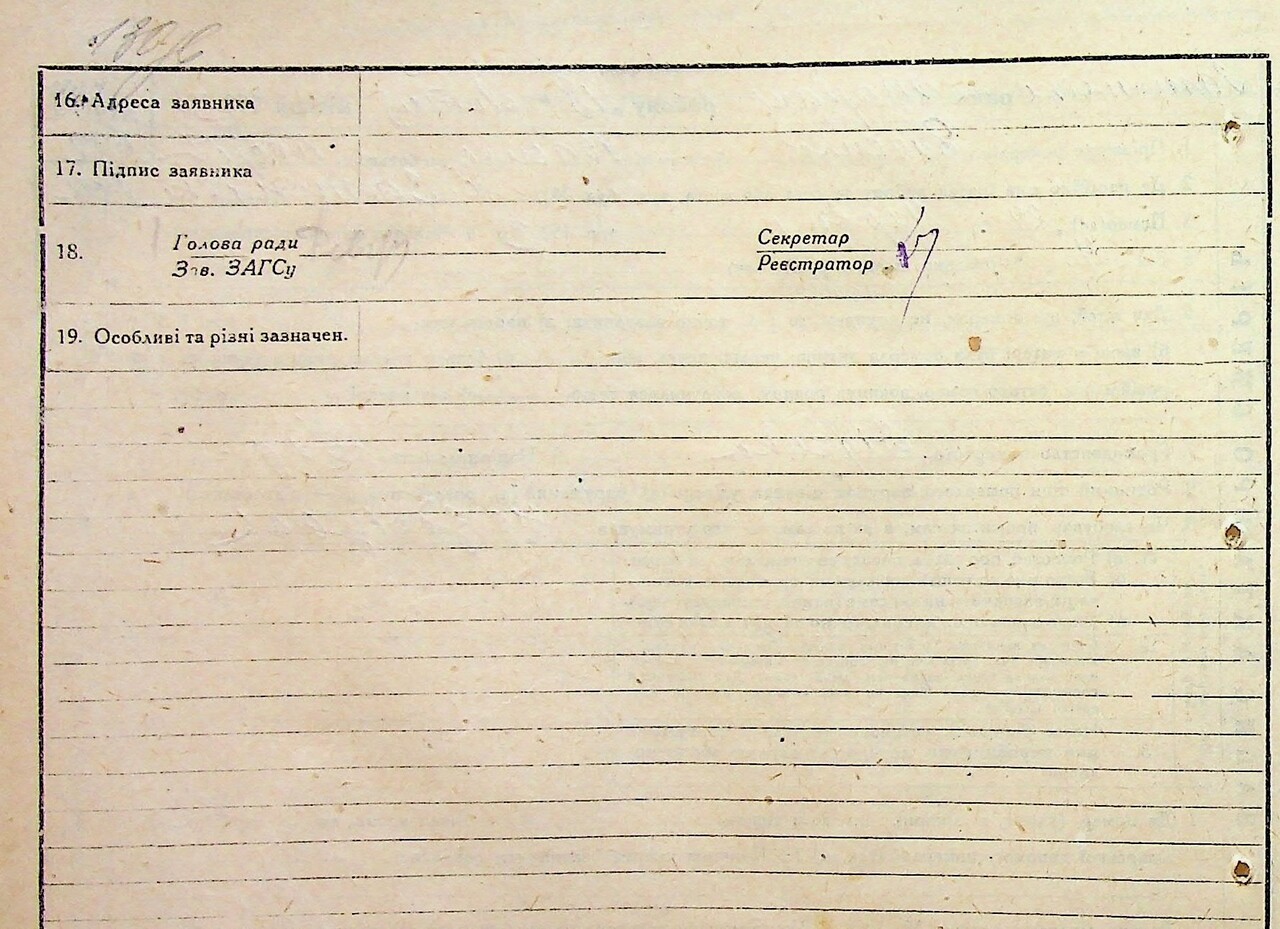 16. Адреса заявника
17. Підпис заявника
18. Голова ради
Зав. ЗАГСу
Секретар
Реєстратор
19. Особливі та різні зазначен.